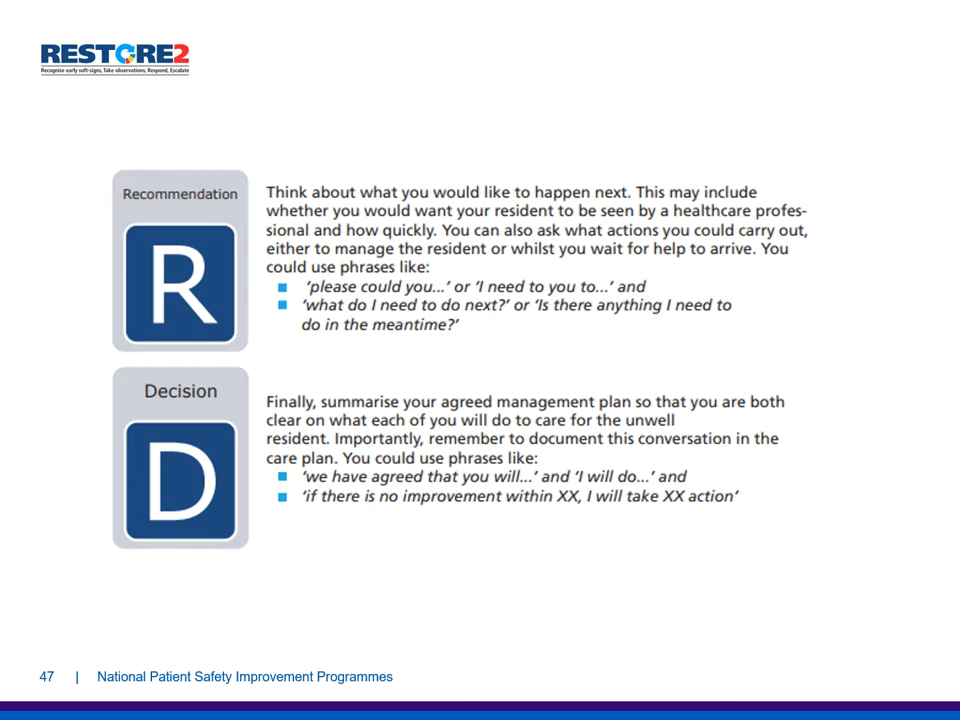 RESTORE2
Recognise early soft-signs, Take observations, Respond, Escalate
Recommendation
R
Think about what you would like to happen next. This may include
whether you would want your resident to be seen by a healthcare profes-
sional and how quickly. You can also ask what actions you could carry out,
either to manage the resident or whilst you wait for help to arrive. You
could use phrases like:
■ ‘please could you...’ or ‘I need to you to...’ and
■ ‘what do I need to do next?’ or ‘Is there anything I need to
do in the meantime?’
Decision
D
Finally, summarise your agreed management plan so that you are both
clear on what each of you will do to care for the unwell
resident. Importantly, remember to document this conversation in the
care plan. You could use phrases like:
■ ‘we have agreed that you will...’ and ‘I will do...’ and
■ ‘if there is no improvement within XX, I will take XX action’
47 | National Patient Safety Improvement Programmes